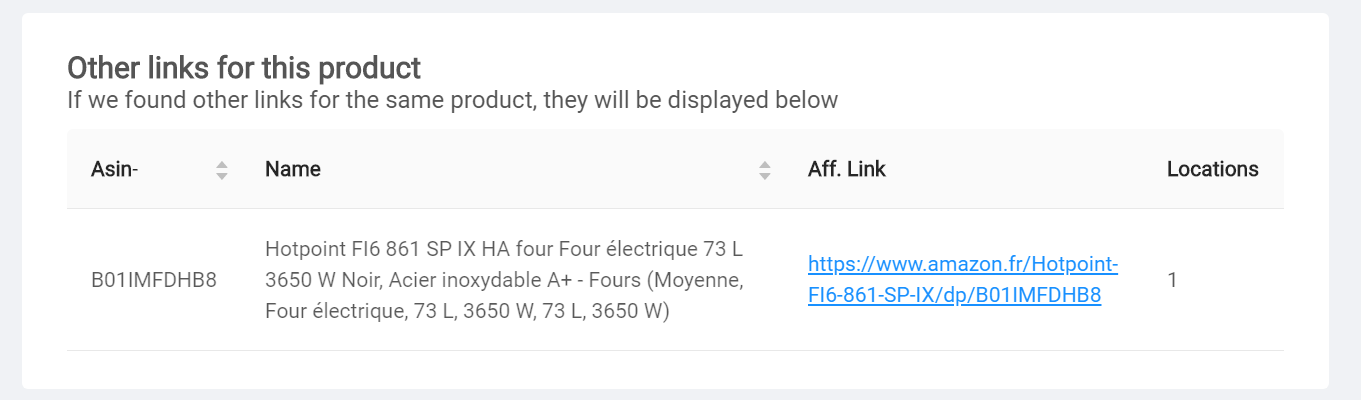 Other links for this product
If we found other links for the same product, they will be displayed below
Asin- Name Aff. Link Locations
Hotpoint FI6 861 SP IX HA four Four électrique 73 L
3650 W Noir, Acier inoxydable A+ - Fours (Moyenne,
Four électrique, 73 L, 3650 W, 73 L, 3650 W)
B01IMFDHB8
https://www.amazon.fr/Hotpoint-
FI6-861-SP-IX/dp/B01IMFDHB8
1